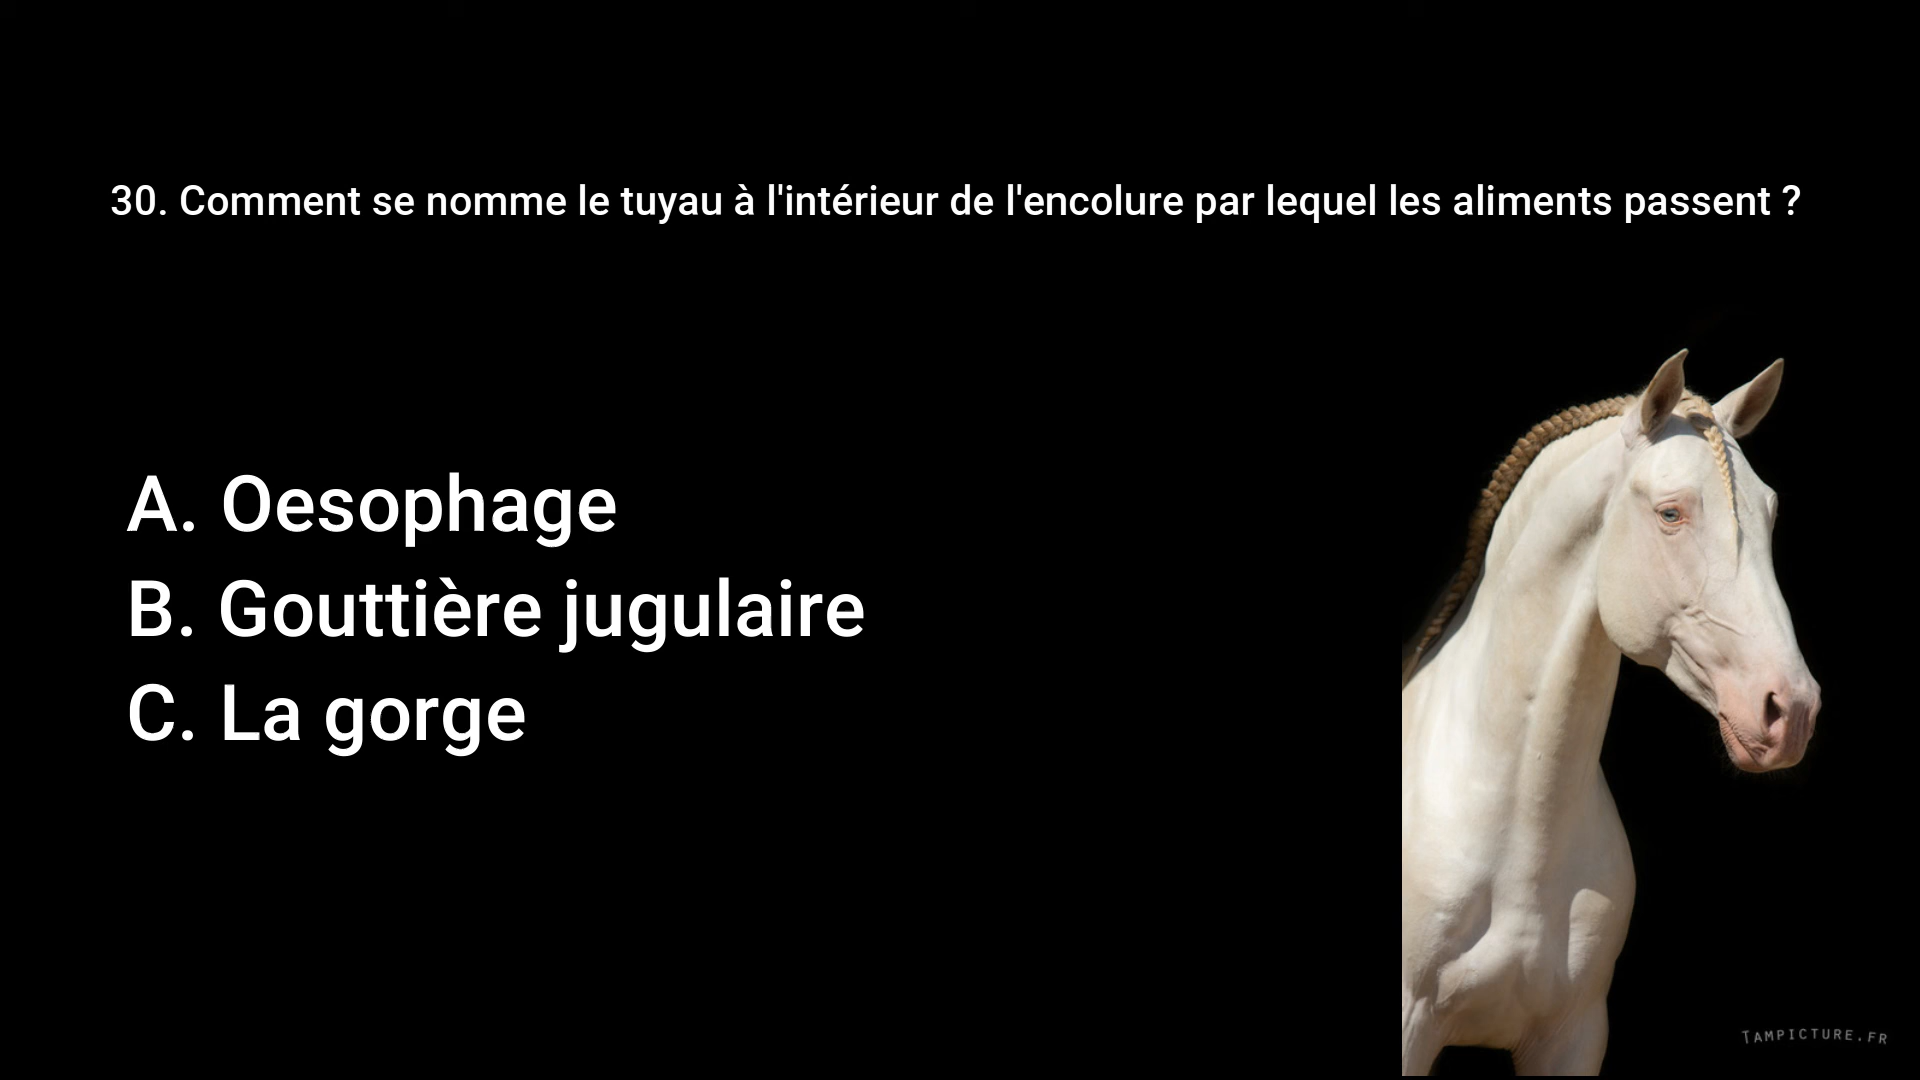 30. Comment se nomme le tuyau à l'intérieur de l'encolure par lequel les aliments passent ?
A. Oesophage
B. Gouttière jugulaire
C. La gorge
TAMPICTURE.FR